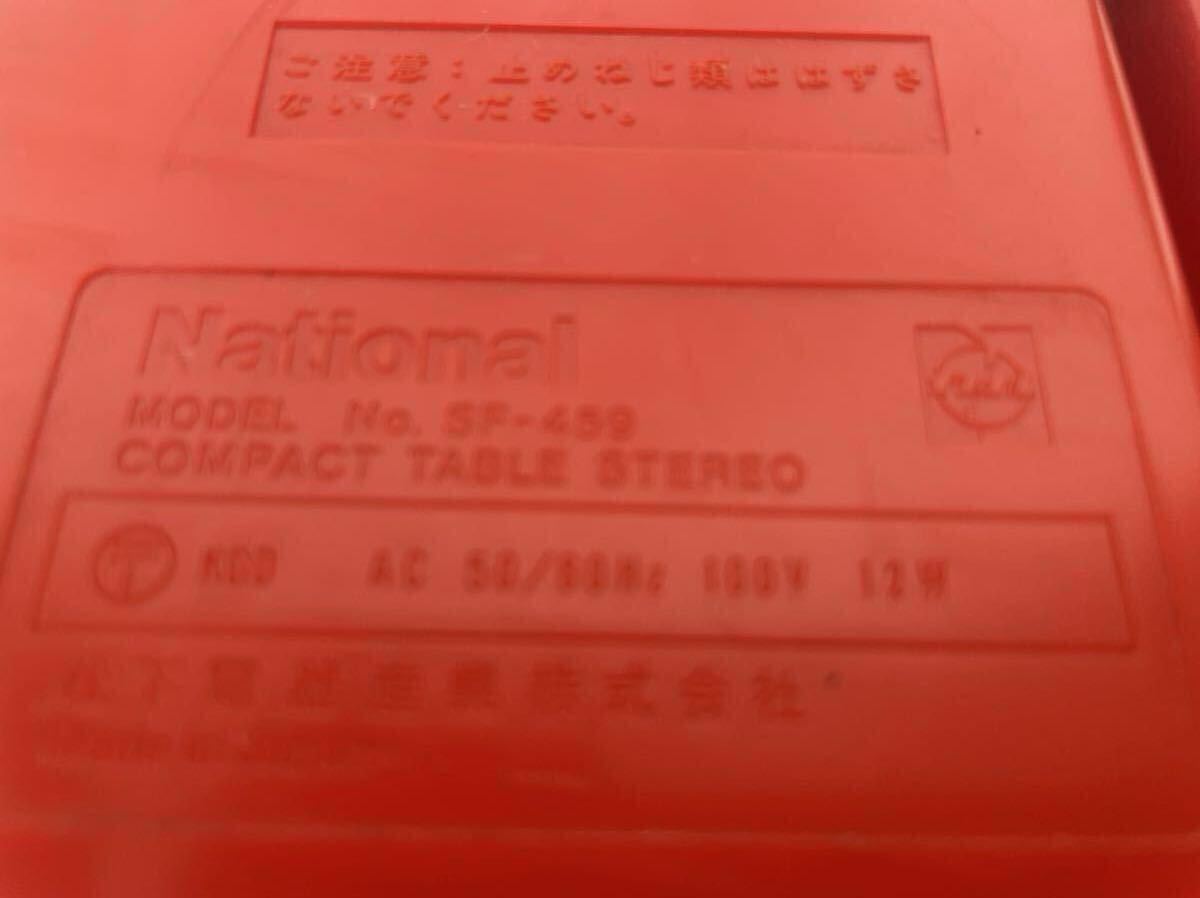 ご注意：止めねじ類ははずさ
ないでください。
National
MODEL No. SF-459
COMPACT TABLE STEREO
AC 50/60Hz 100V 12W
松下電器産業株式会社